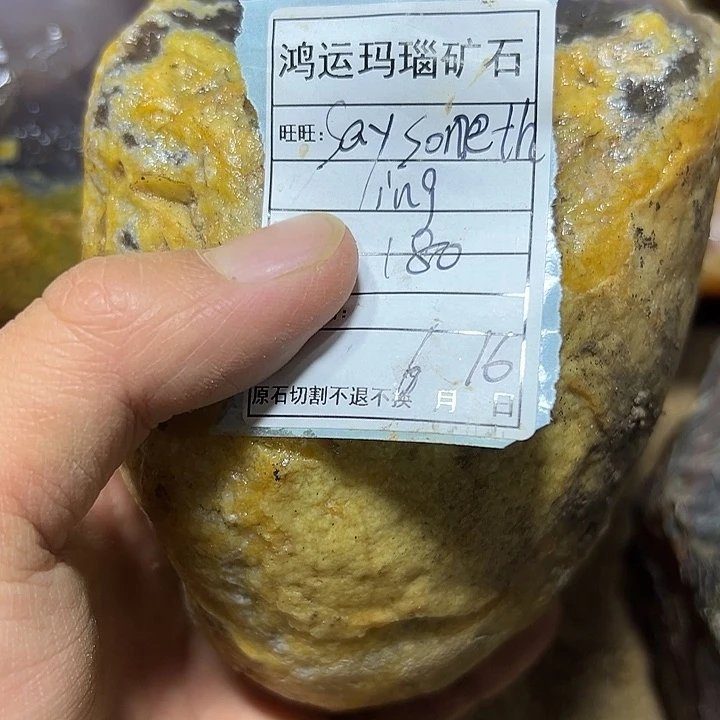 鸿运玛瑙矿石
旺旺: Say someth
ing
180
6 16
原石切割不退不换 月 日